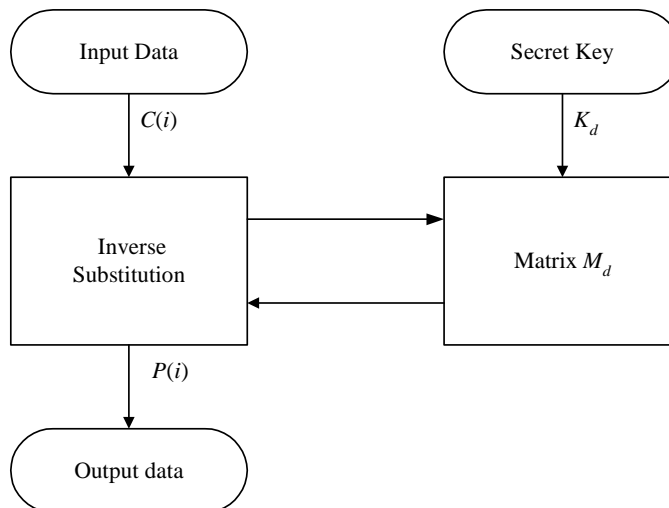 Input Data
Secret Key
C(i)
K_d
Inverse
Substitution
Matrix M_d
P(i)
Output data